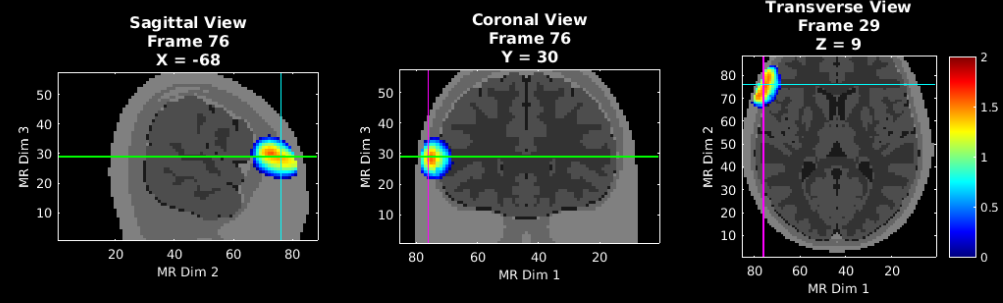 Sagittal View
Frame 76
X = -68
50
40
30
20
10
MR Dim 3
20
40
60
80
MR Dim 2
Coronal View
Frame 76
Y = 30
50
40
30
20
10
MR Dim 3
80
60
40
20
MR Dim 1
Transverse View
Frame 29
Z = 9
80
70
60
50
40
30
20
10
MR Dim 2
80
60
40
20
MR Dim 1
2
1.5
1
0.5
0